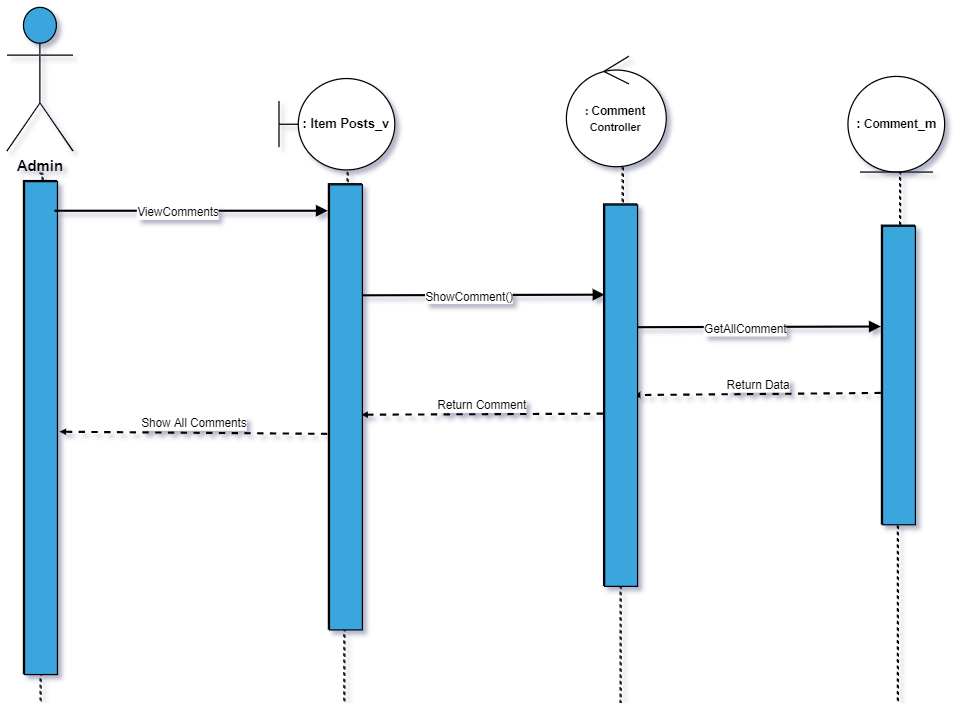 : Item Posts_v
: Comment
Controller
: Comment_m
Admin
ViewComments
ShowComment()
GetAllComment
Return Data
Return Comment
Show All Comments